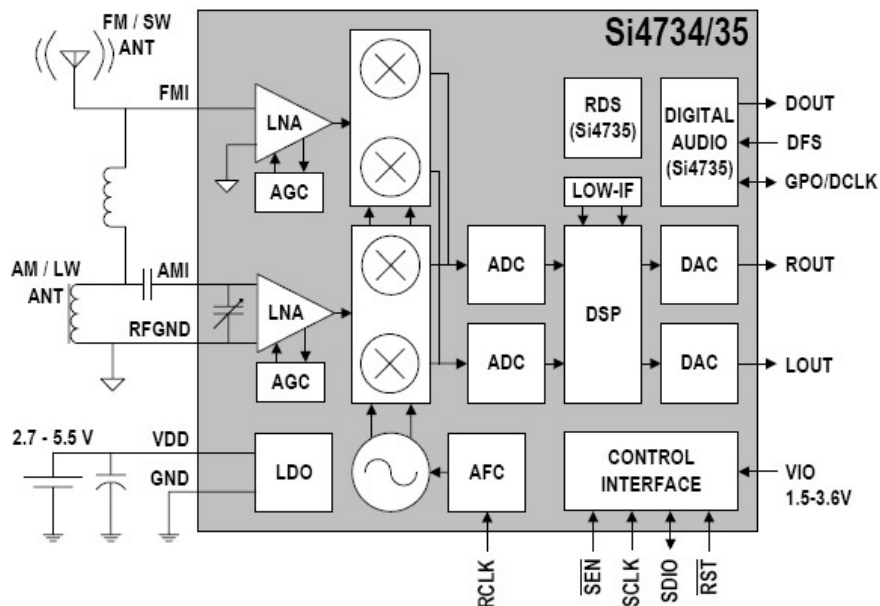 FM / SW
ANT
Si4734/35
FMI
LNA
AGC
RDS
(Si4735)
DIGITAL
AUDIO
(Si4735)
DOUT
DFS
GPO/DCLK
LOW-IF
AM / LW
ANT
AMI
RFGND
LNA
AGC
ADC
ADC
DSP
DAC
DAC
ROUT
LOUT
2.7 - 5.5 V
VDD
GND
LDO
AFC
CONTROL
INTERFACE
VIO
1.5-3.6V
RCLK
SEN
SCLK
SDIO
RST